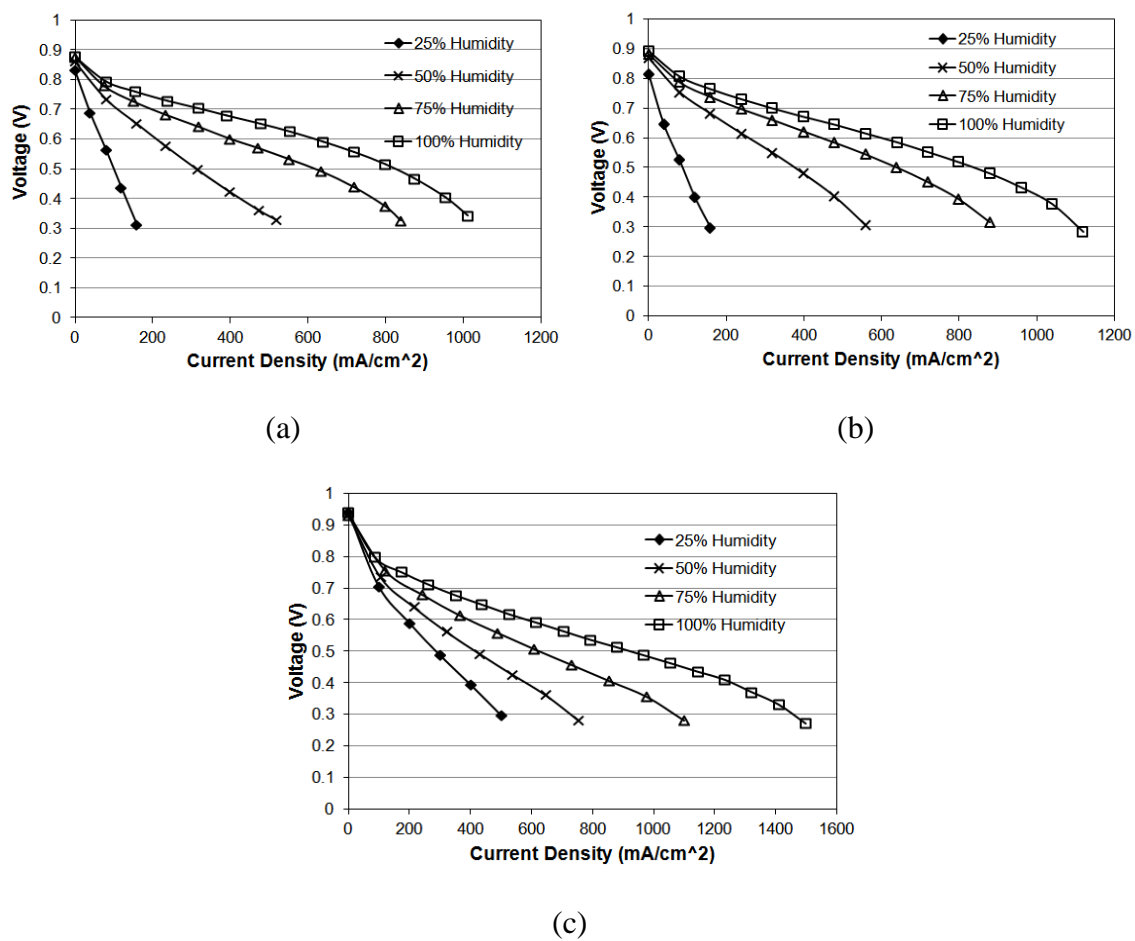 1
0.9
0.8
0.7
0.6
0.5
0.4
0.3
0.2
0.1
0
Voltage (V)
25% Humidity
50% Humidity
75% Humidity
100% Humidity
0 200 400 600 800 1000 1200
Current Density (mA/cm^2)
(a)
1
0.9
0.8
0.7
0.6
0.5
0.4
0.3
0.2
0.1
0
Voltage (V)
25% Humidity
50% Humidity
75% Humidity
100% Humidity
0 200 400 600 800 1000 1200
Current Density (mA/cm^2)
(b)
1
0.9
0.8
0.7
0.6
0.5
0.4
0.3
0.2
0.1
0
Voltage (V)
25% Humidity
50% Humidity
75% Humidity
100% Humidity
0 200 400 600 800 1000 1200 1400 1600
Current Density (mA/cm^2)
(c)